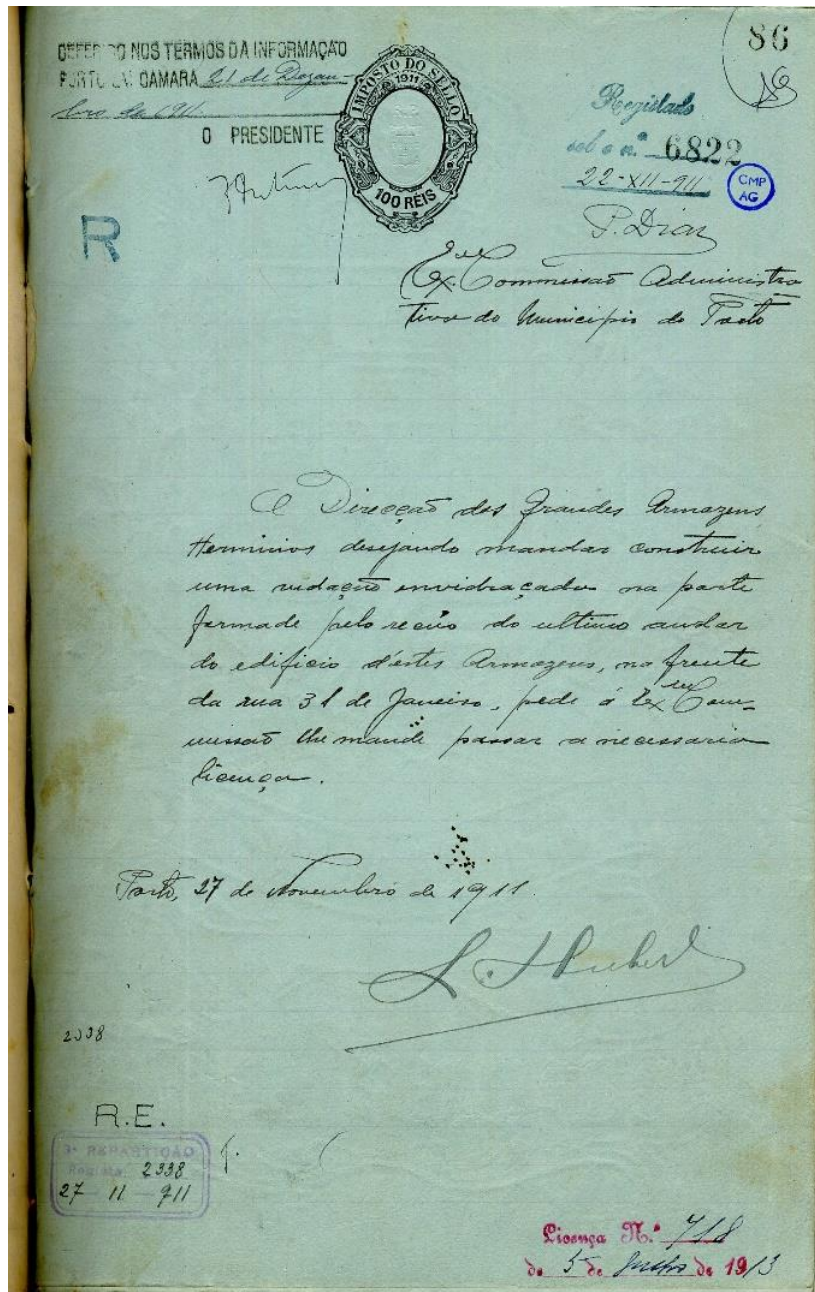 86
DEFERIDO NOS TERMOS DA INFORMAÇÃO
PORTO EM CAMARA 21 de Dezem-
bro de 1911
O PRESIDENTE
IMPOSTO DO SELLO
1911
100 RÉIS
Registado
sob o n.º 6822
22-XII-911
CMP
AG
P. Dias
R
Ex.ma Commissão Administra
tiva do Municipio do Porto
A Direcção dos Grandes Armazens
Herminios desejando mandar construir
uma vedação envidraçada na parte
formada pelo recúo do ultimo andar
do edificio d'estes Armazens, na frente
da rua 31 de Janeiro, pede á Ex.ma Com-
missão lhe mande passar a necessaria
licença.
Porto, 27 de Novembro de 1911
2338
R.E.
3ª REPARTIÇÃO
Registo 2338
27 11 911
Licença N.º 718
de 5 de de 1913